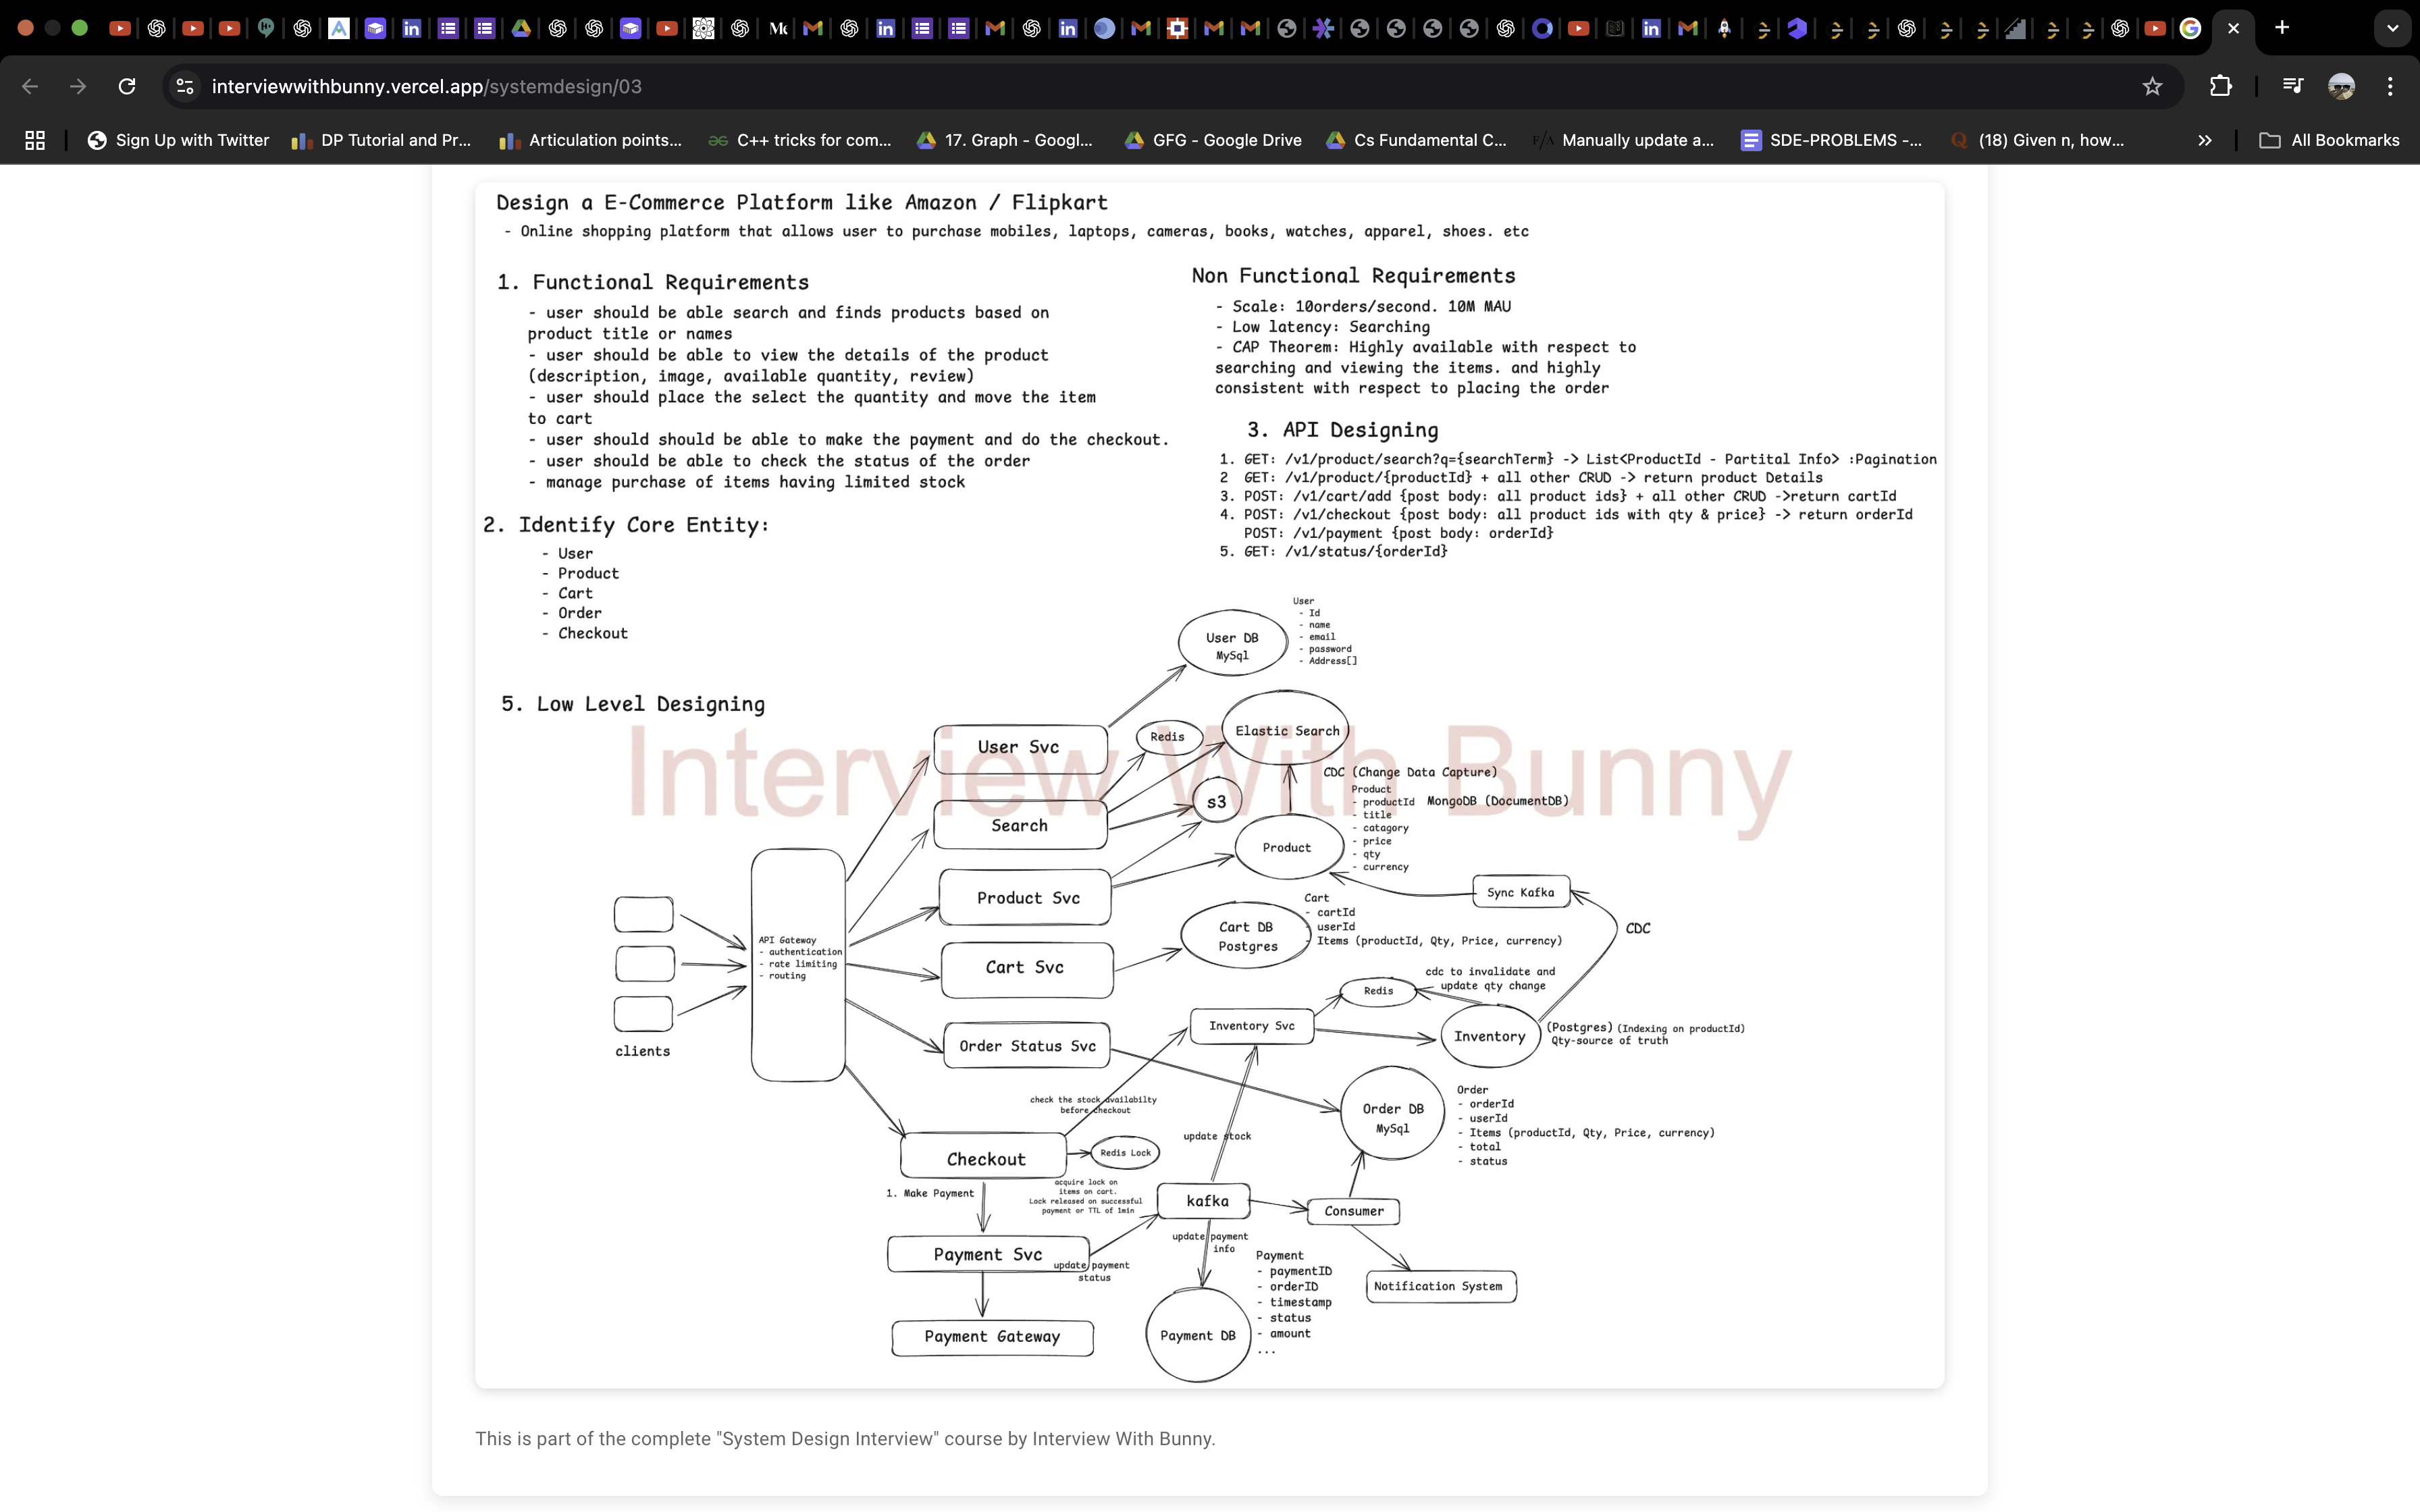 interviewwithbunny.vercel.app/systemdesign/03
Sign Up with Twitter
DP Tutorial and Pr...
Articulation points...
C++ tricks for com...
17. Graph - Googl...
GFG - Google Drive
Cs Fundamental C...
Manually update a...
SDE-PROBLEMS -...
(18) Given n, how...
All Bookmarks
Design a E-Commerce Platform like Amazon / Flipkart
- Online shopping platform that allows user to purchase mobiles, laptops, cameras, books, watches, apparel, shoes. etc
1. Functional Requirements
- user should be able search and finds products based on
product title or names
- user should be able to view the details of the product
(description, image, available quantity, review)
- user should place the select the quantity and move the item
to cart
- user should should be able to make the payment and do the checkout.
- user should be able to check the status of the order
- manage purchase of items having limited stock
Non Functional Requirements
- Scale: 10orders/second. 10M MAU
- Low latency: Searching
- CAP Theorem: Highly available with respect to
searching and viewing the items. and highly
consistent with respect to placing the order
3. API Designing
1. GET: /v1/product/search?q={searchTerm} -> List<ProductId - Partital Info> :Pagination
2 GET: /v1/product/{productId} + all other CRUD -> return product Details
3. POST: /v1/cart/add {post body: all product ids} + all other CRUD ->return cartId
4. POST: /v1/checkout {post body: all product ids with qty & price} -> return orderId
POST: /v1/payment {post body: orderId}
5. GET: /v1/status/{orderId}
2. Identify Core Entity:
- User
- Product
- Cart
- Order
- Checkout
5. Low Level Designing
Interview With Bunny
clients
API Gateway
- authentication
- rate limiting
- routing
User Svc
User DB
MySql
User
- Id
- name
- email
- password
- Address[]
Search
Redis
Elastic Search
s3
CDC (Change Data Capture)
Product Svc
Product
Product
- productId
- title
- catagory
- price
- qty
- currency
MongoDB (DocumentDB)
Sync Kafka
CDC
Cart Svc
Cart DB
Postgres
Cart
- cartId
- userId
- Items (productId, Qty, Price, currency)
Order Status Svc
Inventory Svc
Redis
cdc to invalidate and
update qty change
Inventory
(Postgres) (Indexing on productId)
Qty-source of truth
check the stock availabilty
before checkout
Order DB
MySql
Order
- orderId
- userId
- Items (productId, Qty, Price, currency)
- total
- status
Checkout
Redis Lock
acquire lock on
items on cart.
Lock released on successful
payment or TTL of 1min
update stock
1. Make Payment
kafka
Consumer
Payment Svc
update payment
status
update payment
info
Notification System
Payment Gateway
Payment DB
Payment
- paymentID
- orderID
- timestamp
- status
- amount
...
This is part of the complete "System Design Interview" course by Interview With Bunny.